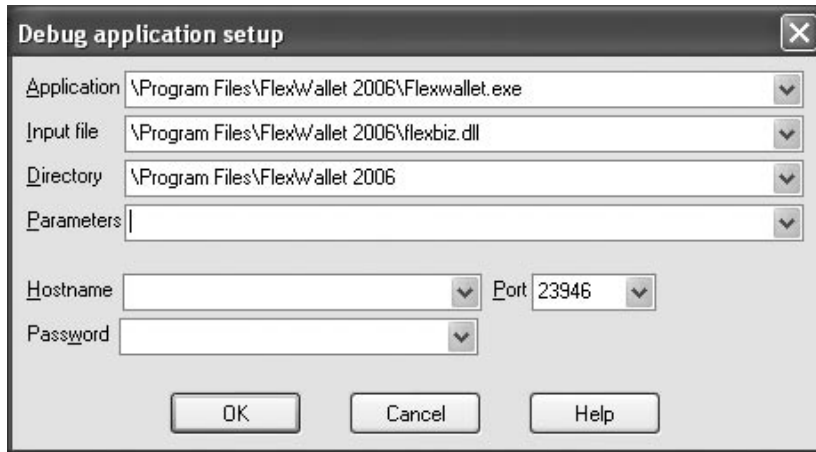 Debug application setup
Application \Program Files\FlexWallet 2006\Flexwallet.exe
Input file \Program Files\FlexWallet 2006\flexbiz.dll
Directory \Program Files\FlexWallet 2006
Parameters
Hostname Port 23946
Password
OK Cancel Help